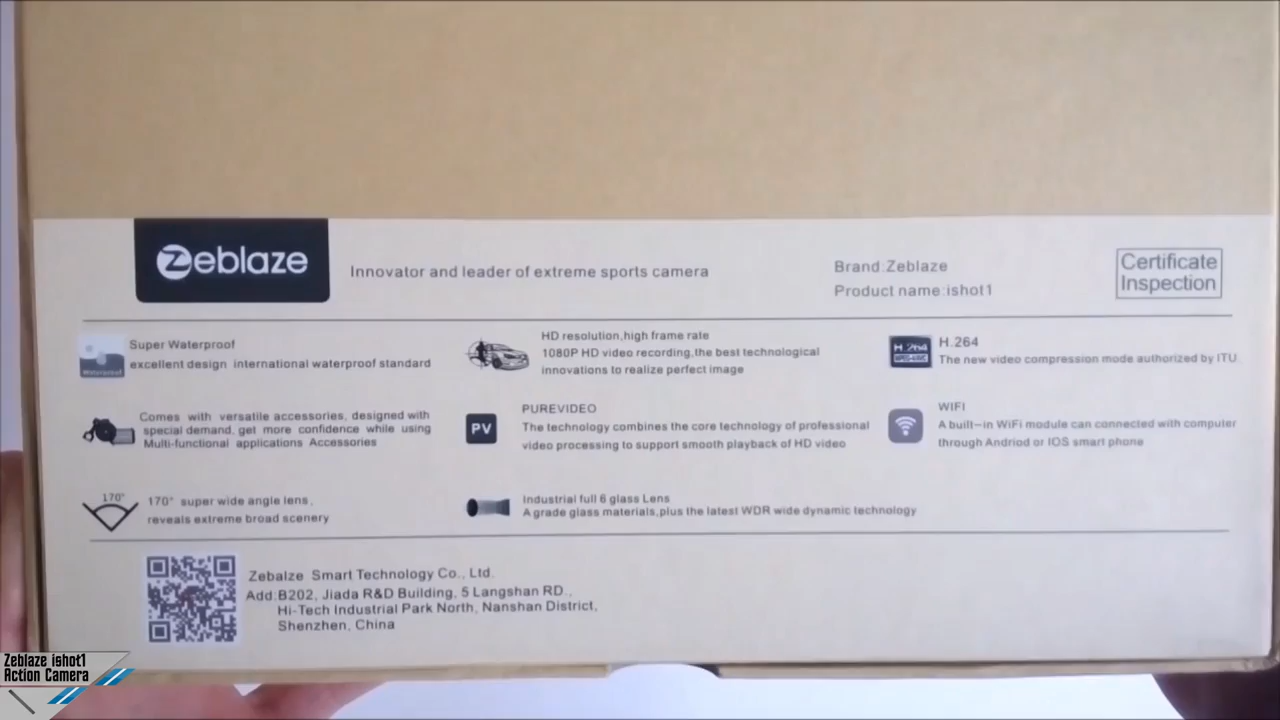 Zeblaze
Innovator and leader of extreme sports camera
Brand:Zeblaze
Product name:ishot1
Certificate
Inspection
Super Waterproof
excellent design international waterproof standard
Waterproof
HD resolution,high frame rate
1080P HD video recording,the best technological
innovations to realize perfect image
H.264
MPEG-4/AVC
H.264
The new video compression mode authorized by ITU.
Comes with versatile accessories, designed with
special demand, get more confidence while using
Multi-functional applications Accessories
PV
PUREVIDEO
The technology combines the core technology of professional
video processing to support smooth playback of HD video
WIFI
A built-in WiFi module can connected with computer
through Andriod or IOS smart phone
170°
170° super wide angle lens,
reveals extreme broad scenery
Industrial full 6 glass Lens
A grade glass materials,plus the latest WDR wide dynamic technology
Zebalze Smart Technology Co., Ltd.
Add:B202, Jiada R&D Building, 5 Langshan RD.,
Hi-Tech Industrial Park North, Nanshan District,
Shenzhen, China
Zeblaze ishot1
Action Camera